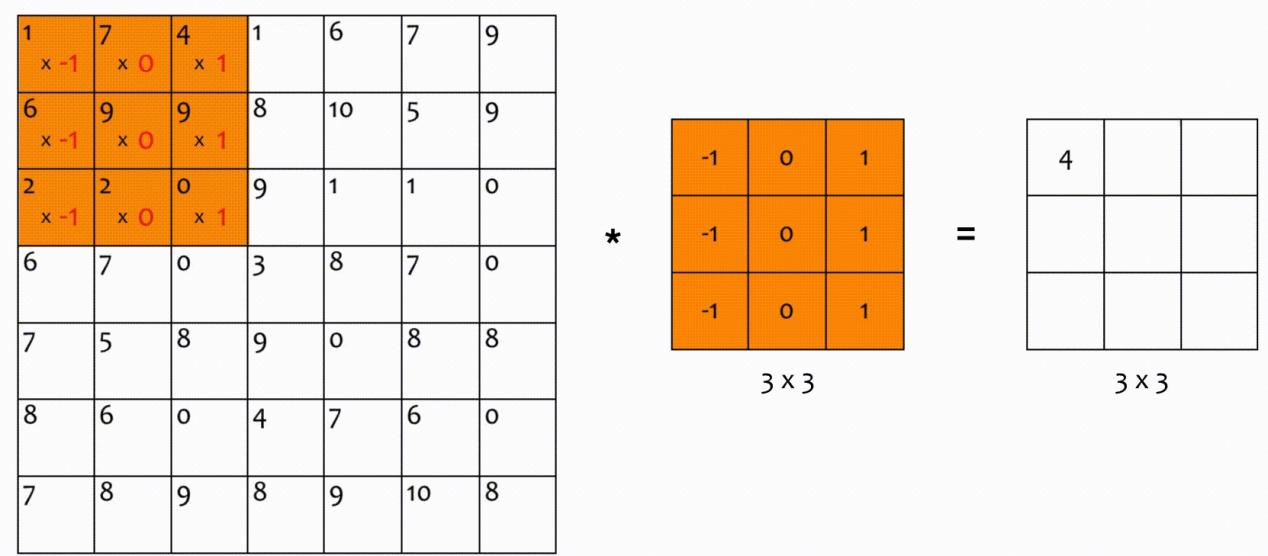 1 7 4 1 6 7 9
x -1 x 0 x 1
6 9 9 8 10 5 9
x -1 x 0 x 1
2 2 0 9 1 1 0
x -1 x 0 x 1
6 7 0 3 8 7 0
7 5 8 9 0 8 8
8 6 0 4 7 6 0
7 8 9 8 9 10 8
*
-1 0 1
-1 0 1
-1 0 1
3 x 3
=
4
3 x 3